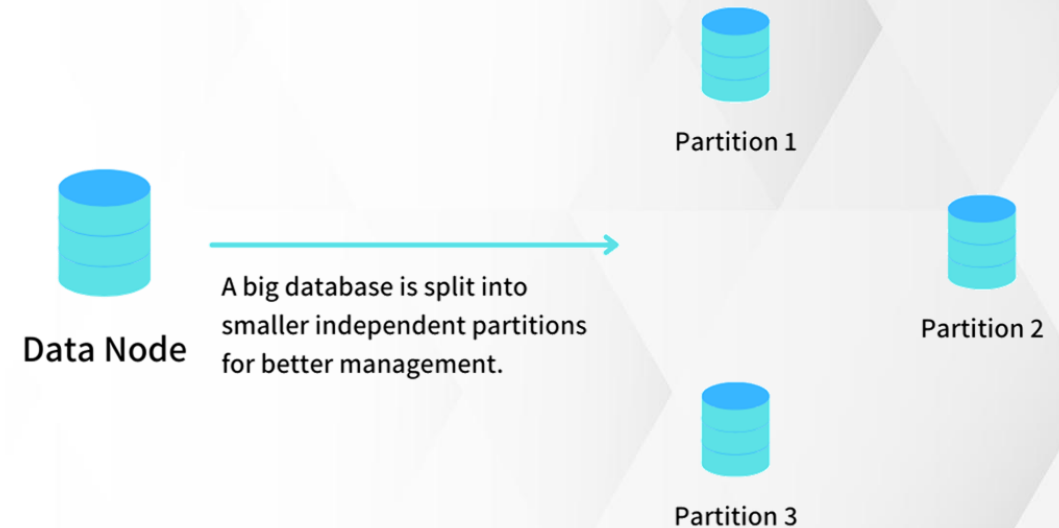 Partition 1
Data Node
A big database is split into
smaller independent partitions
for better management.
Partition 2
Partition 3